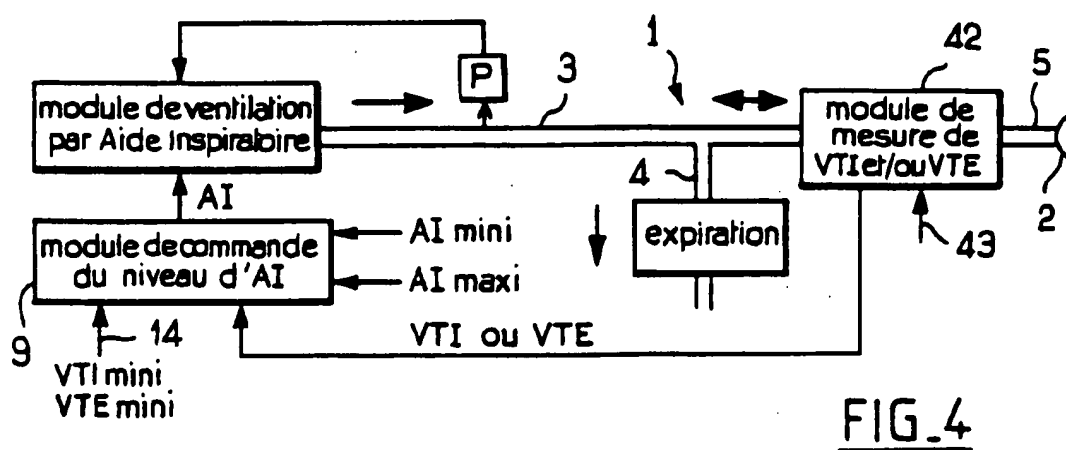 1
42
5
P
3
module de ventilation
par Aide Inspiratoire
module de
mesure de
VTI et/ou VTE
2
4
AI
43
module de commande
du niveau d'AI
AI mini
AI maxi
expiration
9
14
VTI ou VTE
VTI mini
VTE mini
FIG_4